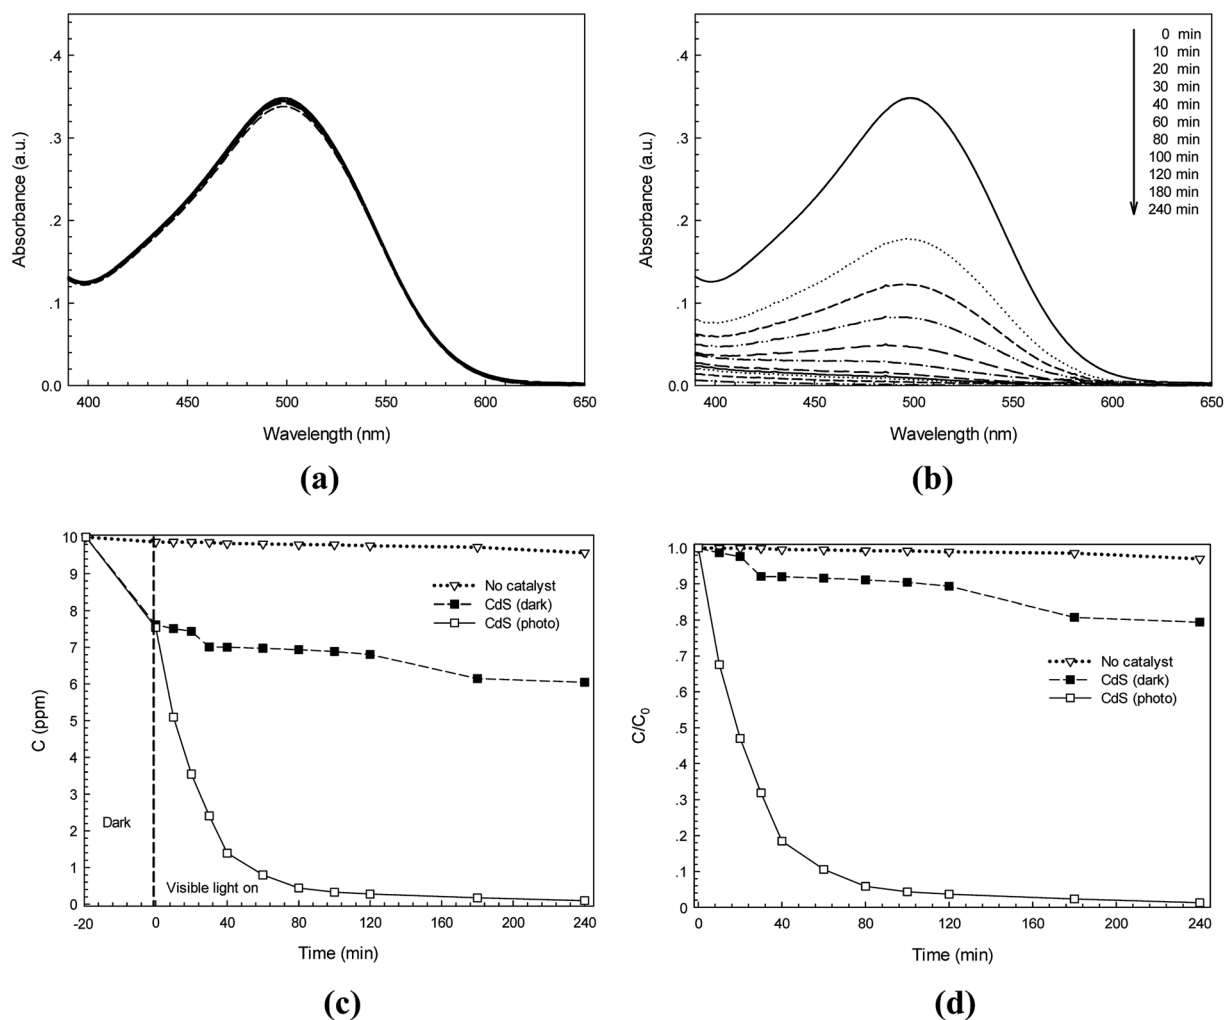 .4
.3
.2
.1
0.0
Absorbance (a.u.)
400
450
500
550
600
650
Wavelength (nm)
(a)
.4
.3
.2
.1
0.0
Absorbance (a.u.)
0 min
10 min
20 min
30 min
40 min
60 min
80 min
100 min
120 min
180 min
240 min
400
450
500
550
600
650
Wavelength (nm)
(b)
10
9
8
7
6
5
4
3
2
1
0
C (ppm)
No catalyst
CdS (dark)
CdS (photo)
Dark
Visible light on
-20
0
40
80
120
160
200
240
Time (min)
(c)
1.0
.9
.8
.7
.6
.5
.4
.3
.2
.1
0
C/C0
No catalyst
CdS (dark)
CdS (photo)
0
40
80
120
160
200
240
Time (min)
(d)